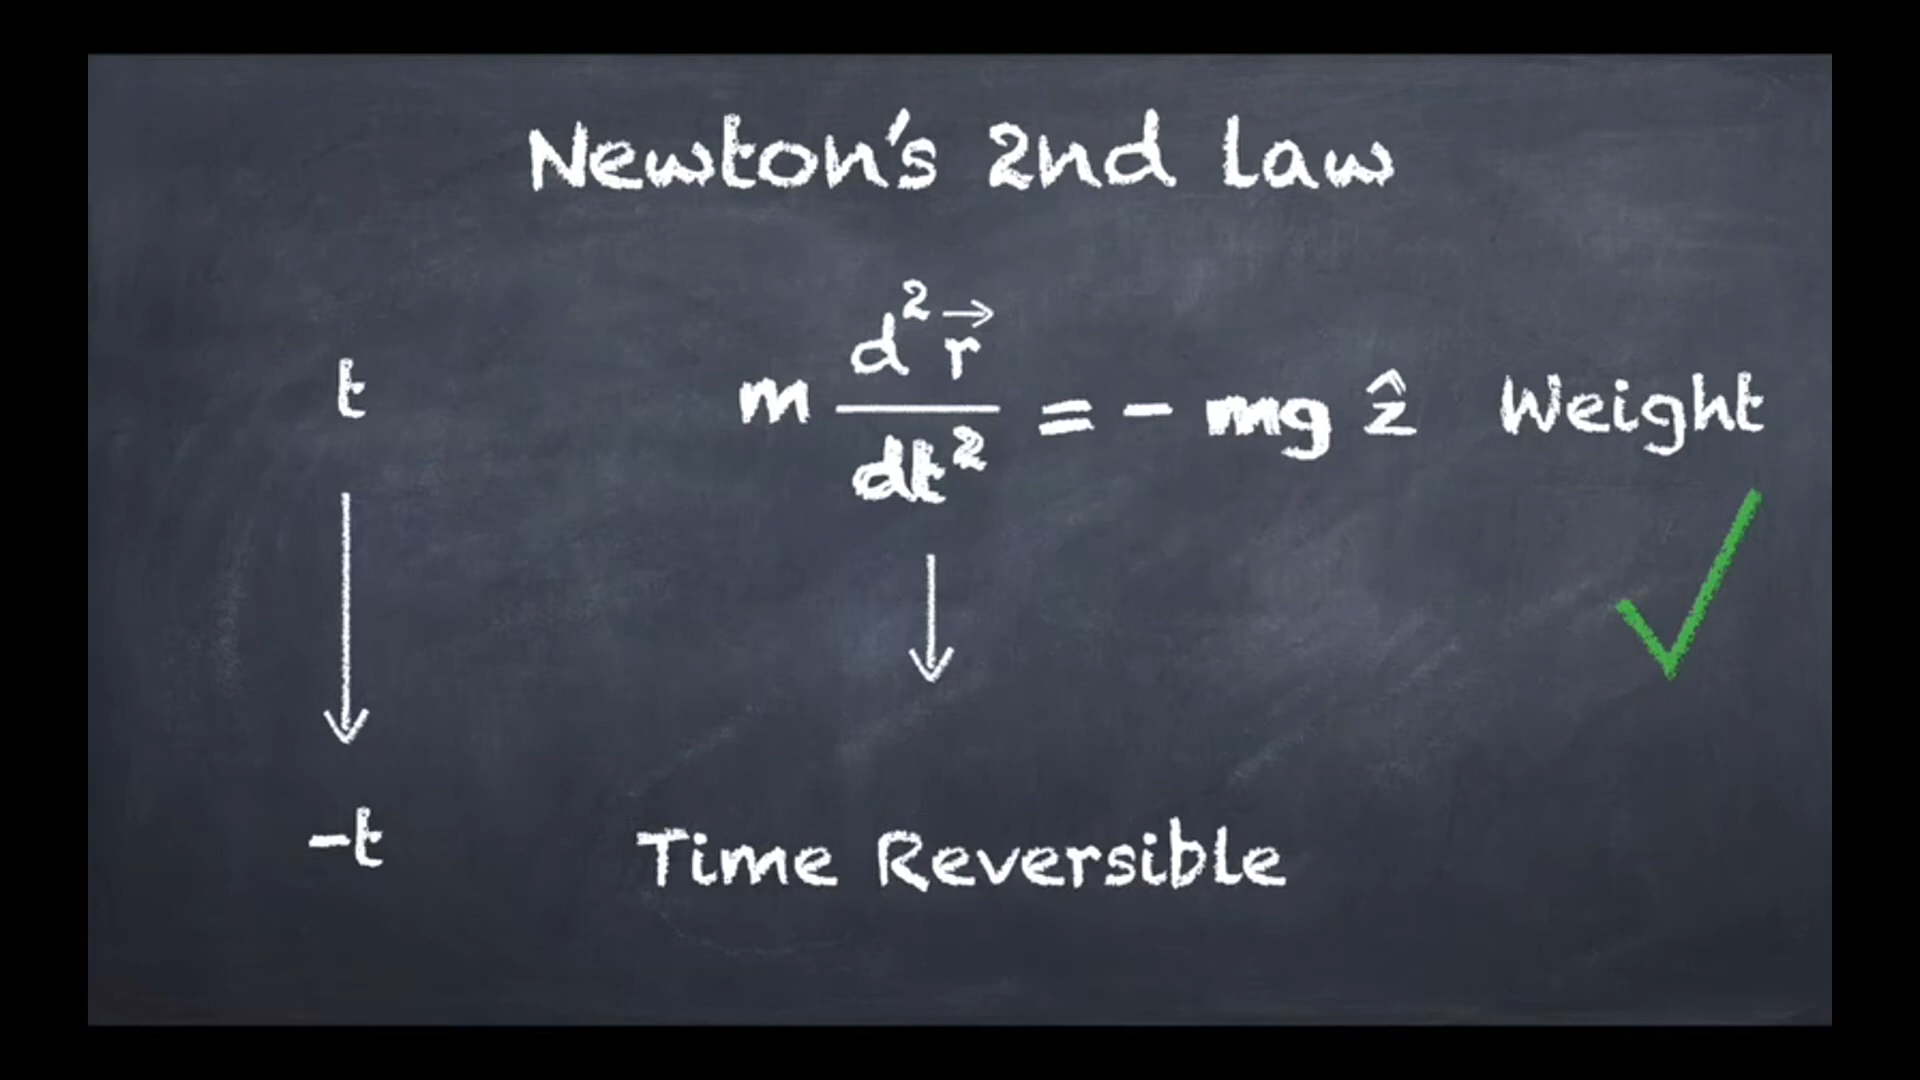 Newton's 2nd law
t
m d²r⃗/dt² = - mg ẑ Weight
-t
Time Reversible